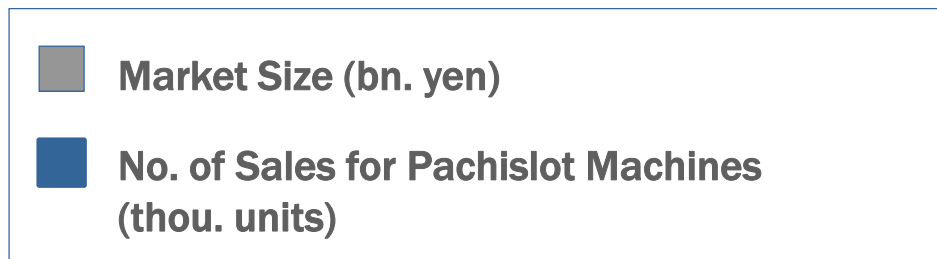 Market Size (bn. yen)
No. of Sales for Pachislot Machines
(thou. units)